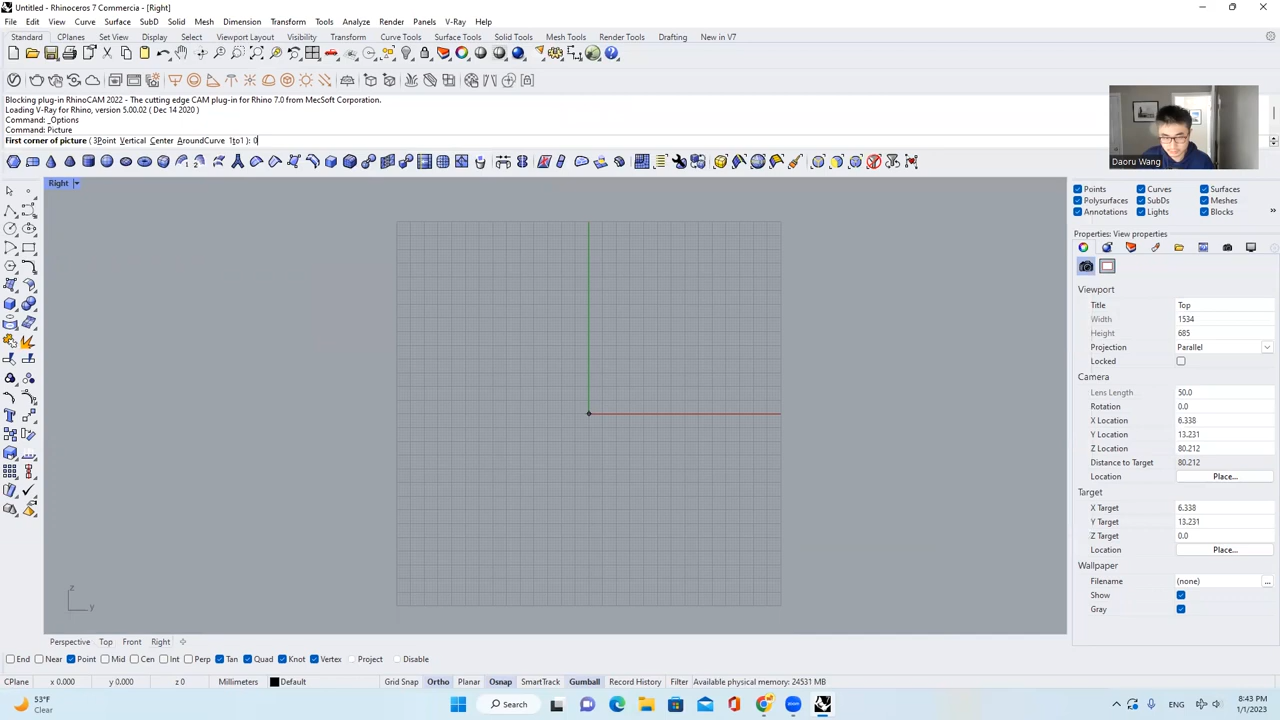 Untitled - Rhinoceros 7 Commercia - [Right]
File Edit View Curve Surface SubD Solid Mesh Dimension Transform Tools Analyze Render Panels V-Ray Help
Standard CPlanes Set View Display Select Viewport Layout Visibility Transform Curve Tools Surface Tools Solid Tools Mesh Tools Render Tools Drafting New in V7
Blocking plug-in RhinoCAM 2022 - The cutting edge CAM plug-in for Rhino 7.0 from MecSoft Corporation.
Loading V-Ray for Rhino, version 5.00.02 ( Dec 14 2020 )
Command: _Options
Command: Picture
First corner of picture ( 3Point Vertical Center AroundCurve 1to1 ): 0
Daoru Wang
Right
Points Curves Surfaces
Polysurfaces SubDs Meshes
Annotations Lights Blocks
Properties: View properties
Viewport
Title Top
Width 1534
Height 685
Projection Parallel
Locked
Camera
Lens Length 50.0
Rotation 0.0
X Location 6.338
Y Location 13.231
Z Location 80.212
Distance to Target 80.212
Location Place...
Target
X Target 6.338
Y Target 13.231
Z Target 0.0
Location Place...
Wallpaper
Filename (none) ...
Show
Gray
z
y
Perspective Top Front Right
End Near Point Mid Cen Int Perp Tan Quad Knot Vertex Project Disable
CPlane x 0.000 y 0.000 z 0 Millimeters Default Grid Snap Ortho Planar Osnap SmartTrack Gumball Record History Filter Available physical memory: 24531 MB
53°F
Clear
Search
ENG
8:43 PM
1/1/2023